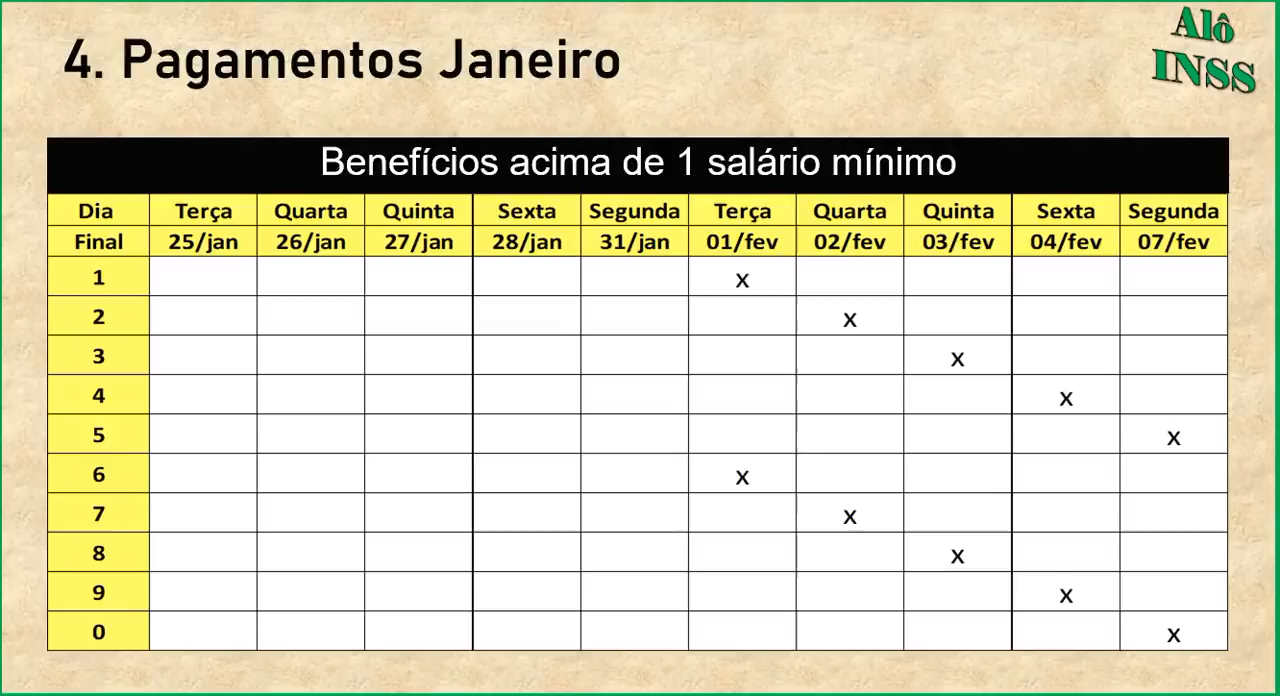 4. Pagamentos Janeiro
Alô
INSS
Benefícios acima de 1 salário mínimo
Dia Terça Quarta Quinta Sexta Segunda Terça Quarta Quinta Sexta Segunda
Final 25/jan 26/jan 27/jan 28/jan 31/jan 01/fev 02/fev 03/fev 04/fev 07/fev
1 x
2 x
3 x
4 x
5 x
6 x
7 x
8 x
9 x
0 x